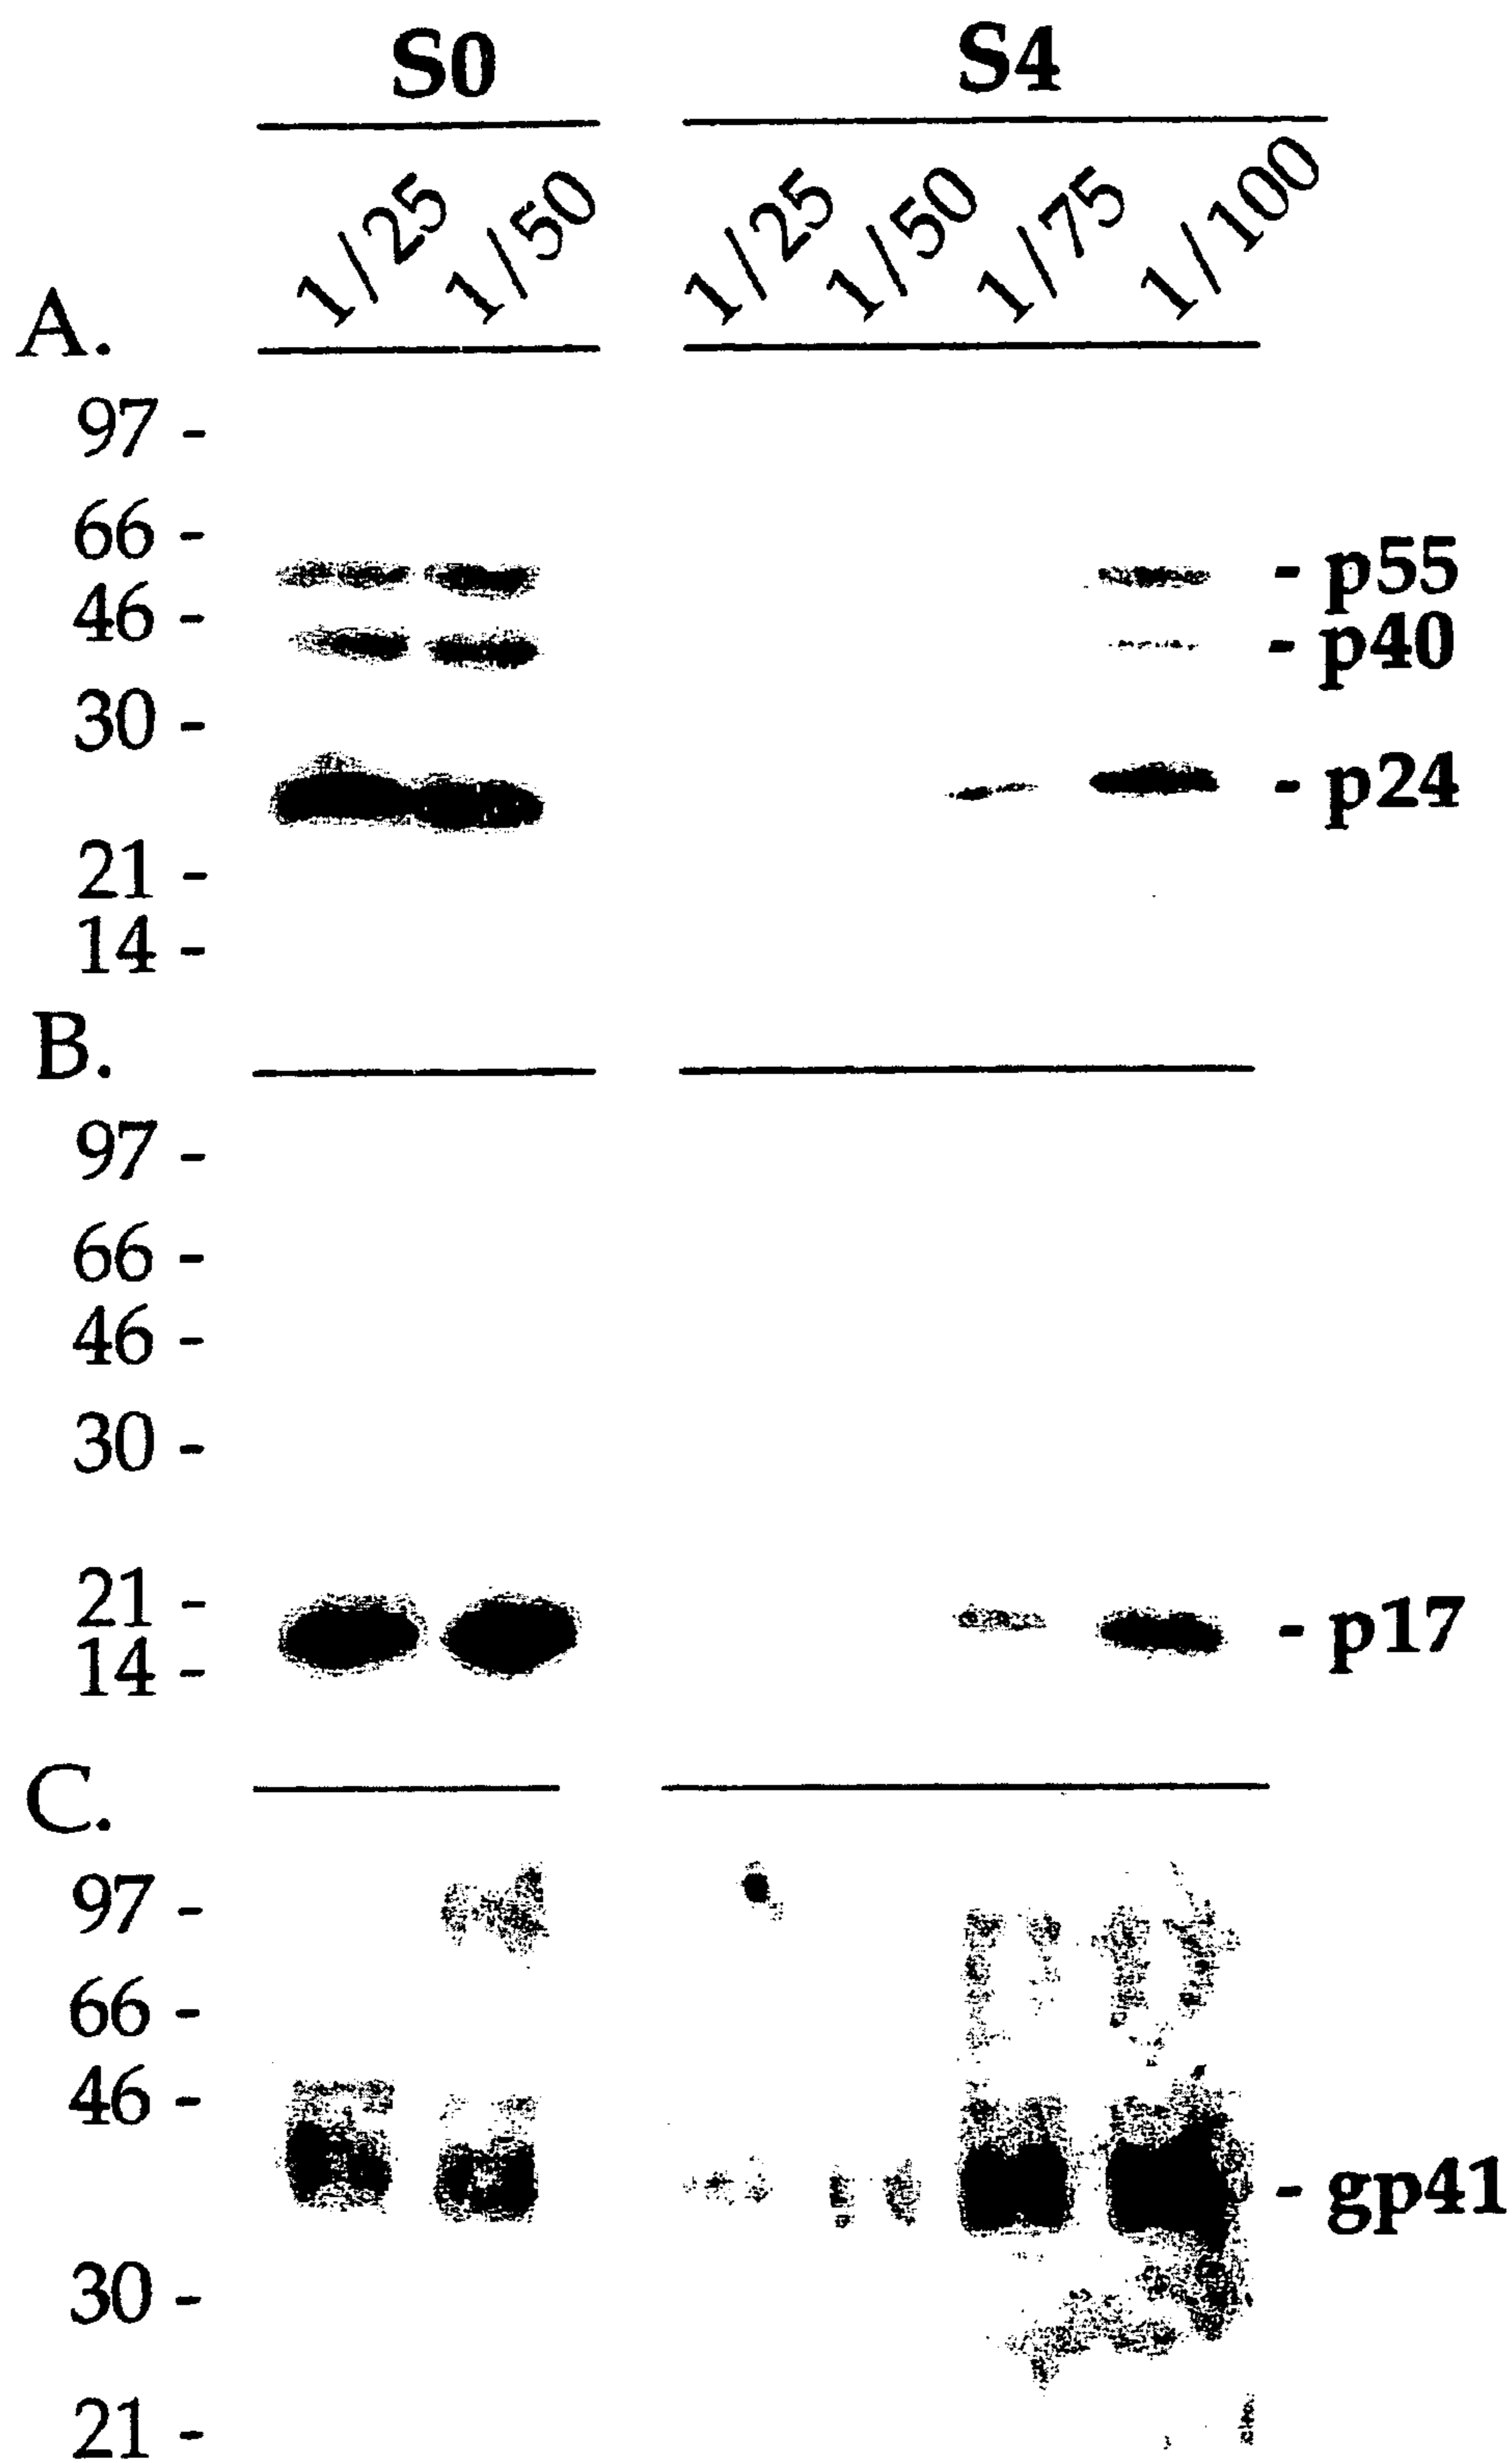 S0 S4
1/25 1/50 1/25 1/50 1/75 1/100
A.
97 -
66 -
- p55
46 -
- p40
30 -
- p24
21 -
14 -
B.
97 -
66 -
46 -
30 -
21 -
- p17
14 -
C.
97 -
66 -
46 -
- gp41
30 -
21 -